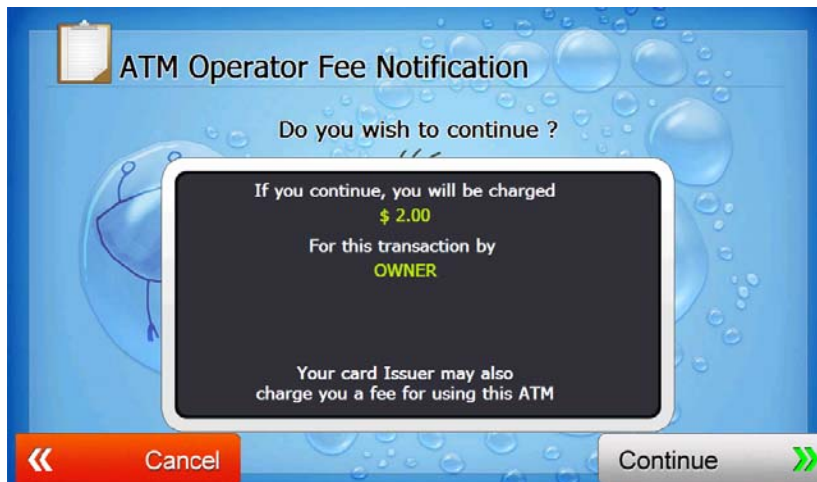 ATM Operator Fee Notification
Do you wish to continue ?
If you continue, you will be charged
$ 2.00
For this transaction by
OWNER
Your card Issuer may also
charge you a fee for using this ATM
Cancel
Continue